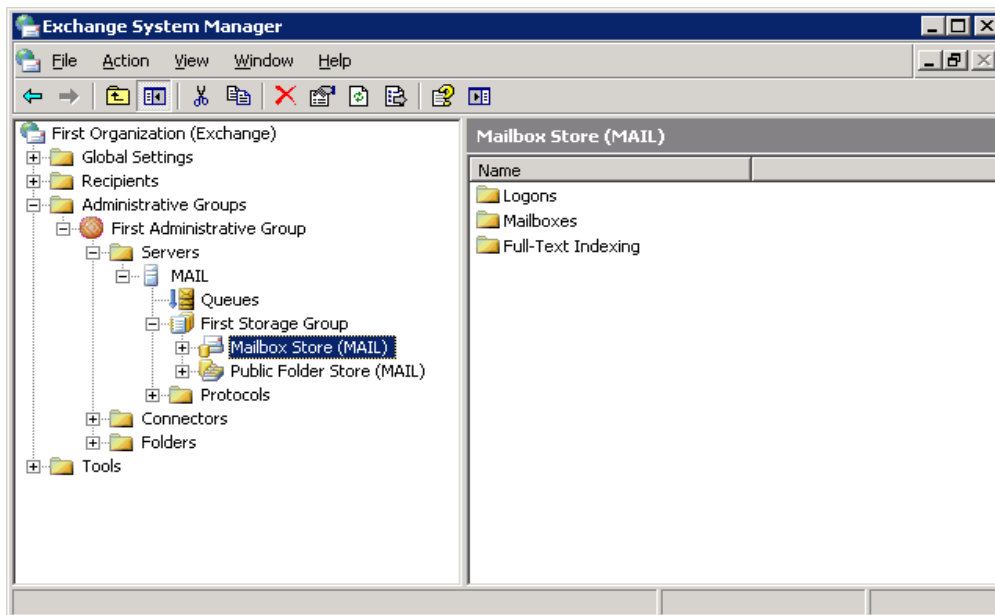 Exchange System Manager
File Action View Window Help
First Organization (Exchange)
Global Settings
Recipients
Administrative Groups
First Administrative Group
Servers
MAIL
Queues
First Storage Group
Mailbox Store (MAIL)
Public Folder Store (MAIL)
Protocols
Connectors
Folders
Tools
Mailbox Store (MAIL)
Name
Logons
Mailboxes
Full-Text Indexing